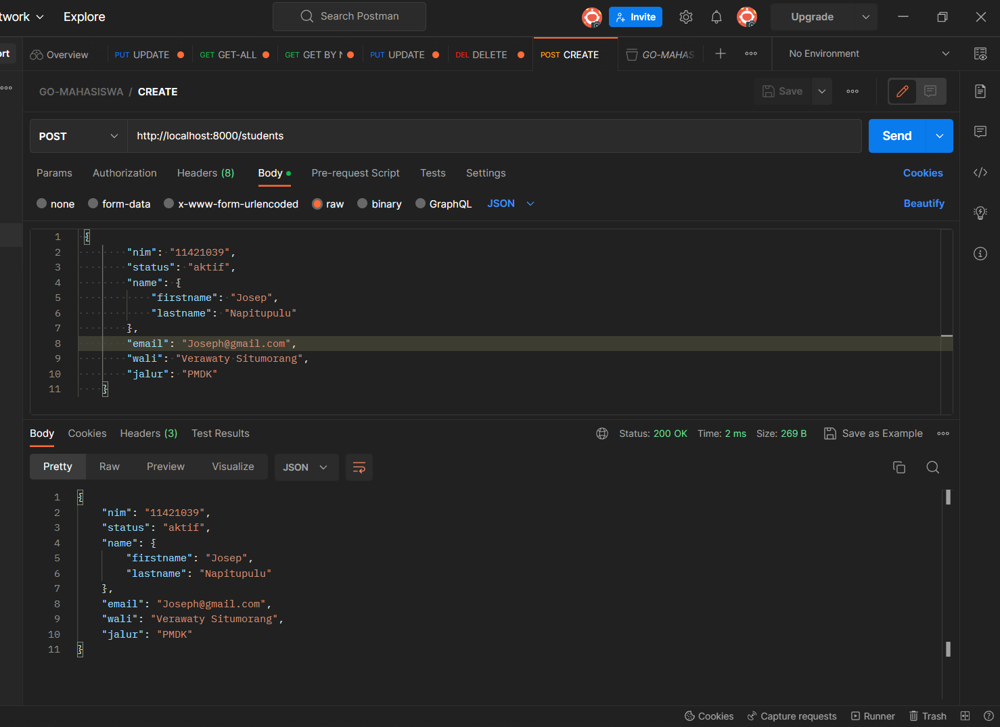 twork Explore Search Postman Invite Upgrade
ort Overview PUT UPDATE GET GET-ALL GET GET BY N PUT UPDATE DEL DELETE POST CREATE GO-MAHAS No Environment
GO-MAHASISWA / CREATE Save
POST http://localhost:8000/students Send
Params Authorization Headers (8) Body Pre-request Script Tests Settings Cookies
none form-data x-www-form-urlencoded raw binary GraphQL JSON Beautify
1 {
2 "nim": "11421039",
3 "status": "aktif",
4 "name": {
5 "firstname": "Josep",
6 "lastname": "Napitupulu"
7 },
8 "email": "Joseph@gmail.com",
9 "wali": "Verawaty Situmorang",
10 "jalur": "PMDK"
11 }
Body Cookies Headers (3) Test Results Status: 200 OK Time: 2 ms Size: 269 B Save as Example
Pretty Raw Preview Visualize JSON
1 {
2 "nim": "11421039",
3 "status": "aktif",
4 "name": {
5 "firstname": "Josep",
6 "lastname": "Napitupulu"
7 },
8 "email": "Joseph@gmail.com",
9 "wali": "Verawaty Situmorang",
10 "jalur": "PMDK"
11 }
Cookies Capture requests Runner Trash